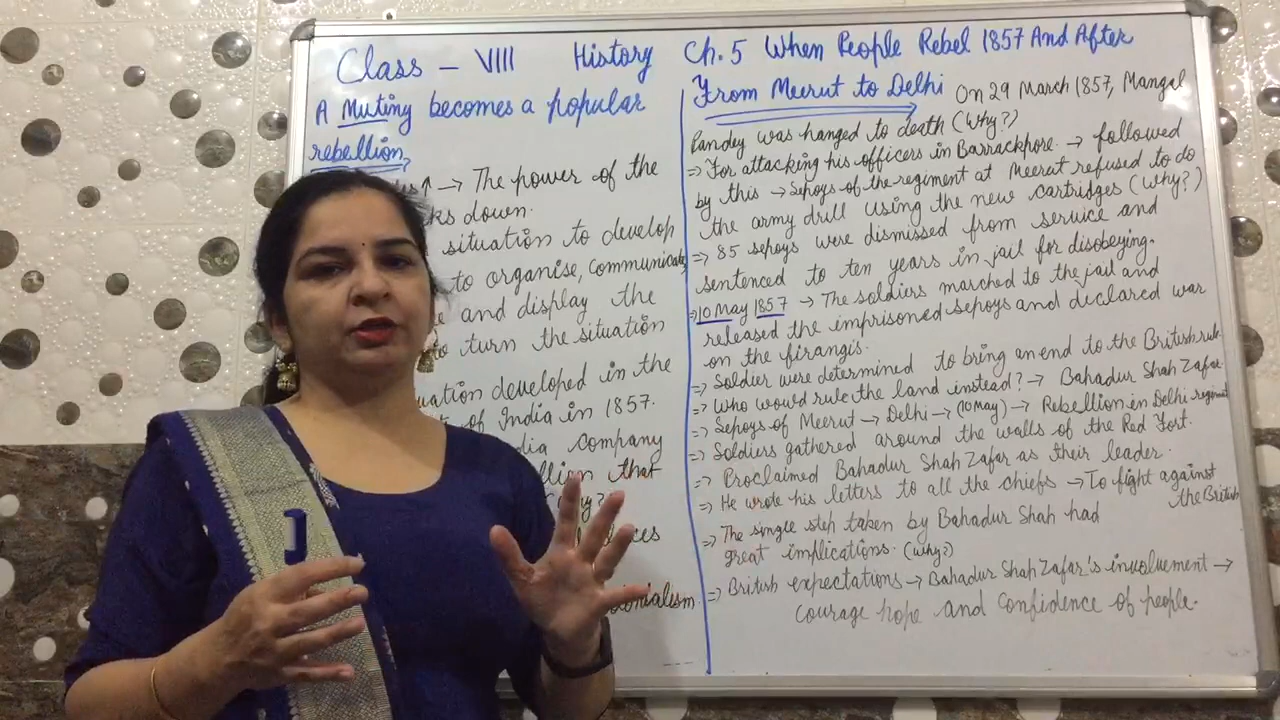 Class - VIII History Ch.5 When People Rebel 1857 And After
A Mutiny becomes a popular
rebellion
↑ → The power of the
down.
situation to develop
to organise, communicate,
and display the
to turn the situation
developed in the
of India in 1857.
company
that
From Meerut to Delhi On 29 March 1857, Mangal
Pandey was hanged to death (Why?)
⇒ For attacking his officers in Barrackpore. → followed
by this → Sepoys of the regiment at Meerut refused to do
the army drill using the new cartridges (Why?)
⇒ 85 sepoys were dismissed from service and
sentenced to ten years in jail for disobeying.
⇒ 10 May 1857 → The soldiers marched to the jail and
released the imprisoned sepoys and declared war
on the firangis.
⇒ Soldier were determined to bring an end to the British rule.
⇒ Who would rule the land instead? → Bahadur Shah Zafar.
⇒ Sepoys of Meerut → Delhi → (10 May) → Rebellion in Delhi regiment
⇒ Soldiers gathered around the walls of the Red Fort.
⇒ Proclaimed Bahadur Shah Zafar as their leader.
⇒ He wrote his letters to all the chiefs → To fight against
the British
⇒ The single step taken by Bahadur Shah had
great implications. (Why?)
⇒ British expectations → Bahadur Shah Zafar's involvement →
courage hope and confidence of people.